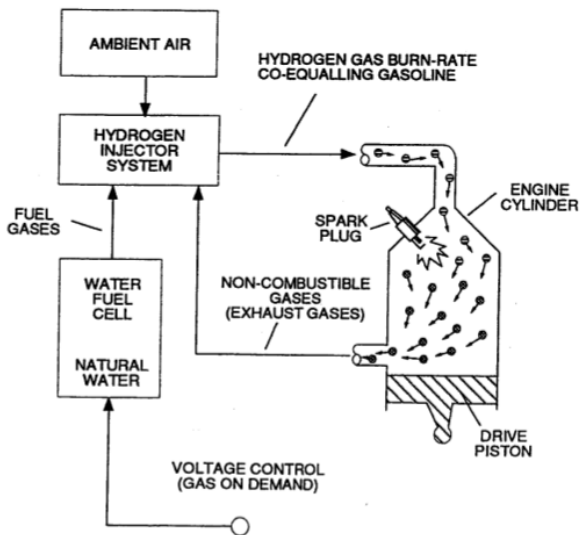 AMBIENT AIR
HYDROGEN GAS BURN-RATE
CO-EQUALLING GASOLINE
HYDROGEN
INJECTOR
SYSTEM
ENGINE
CYLINDER
SPARK
PLUG
FUEL
GASES
WATER
FUEL
CELL
NATURAL
WATER
NON-COMBUSTIBLE
GASES
(EXHAUST GASES)
DRIVE
PISTON
VOLTAGE CONTROL
(GAS ON DEMAND)